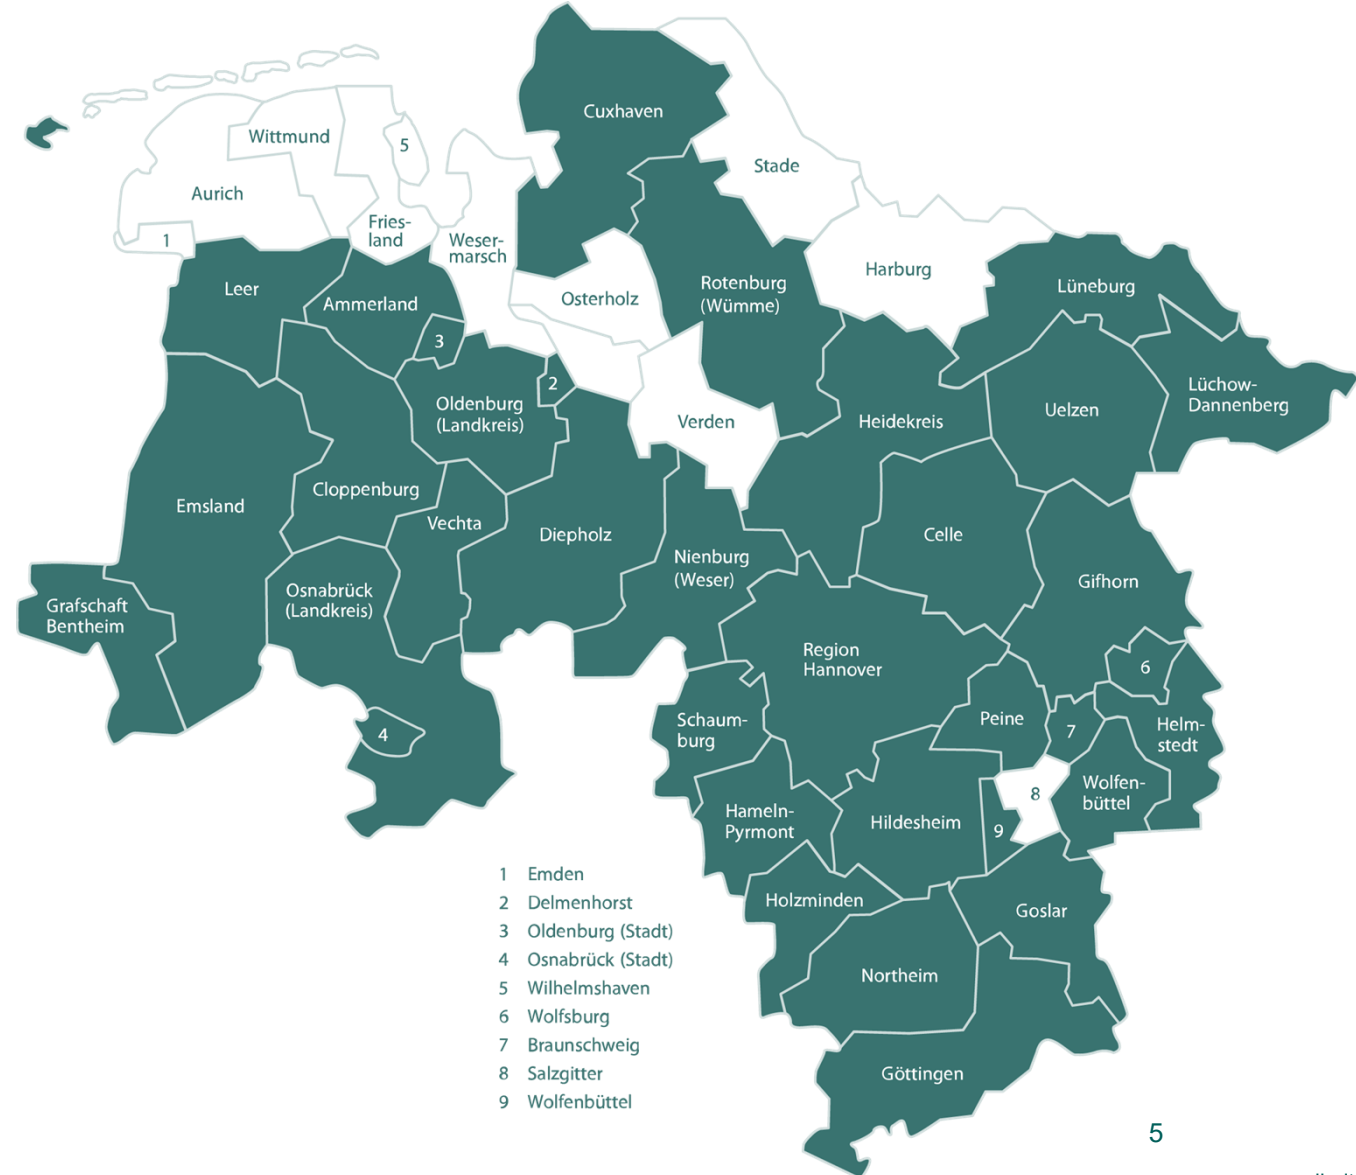 Cuxhaven
Wittmund
5
Stade
Aurich
Fries-
land
1
Weser-
marsch
Harburg
Leer
Ammerland
Osterholz
Rotenburg
(Wümme)
Lüneburg
3
2
Oldenburg
(Landkreis)
Verden
Heidekreis
Uelzen
Lüchow-
Dannenberg
Emsland
Cloppenburg
Vechta
Diepholz
Nienburg
(Weser)
Celle
Gifhorn
Grafschaft
Bentheim
Osnabrück
(Landkreis)
Region
Hannover
6
4
Schaum-
burg
Peine
7
Helm-
stedt
Hameln-
Pyrmont
Hildesheim
8
9
Wolfen-
büttel
Holzminden
Goslar
Northeim
Göttingen
1 Emden
2 Delmenhorst
3 Oldenburg (Stadt)
4 Osnabrück (Stadt)
5 Wilhelmshaven
6 Wolfsburg
7 Braunschweig
8 Salzgitter
9 Wolfenbüttel
5